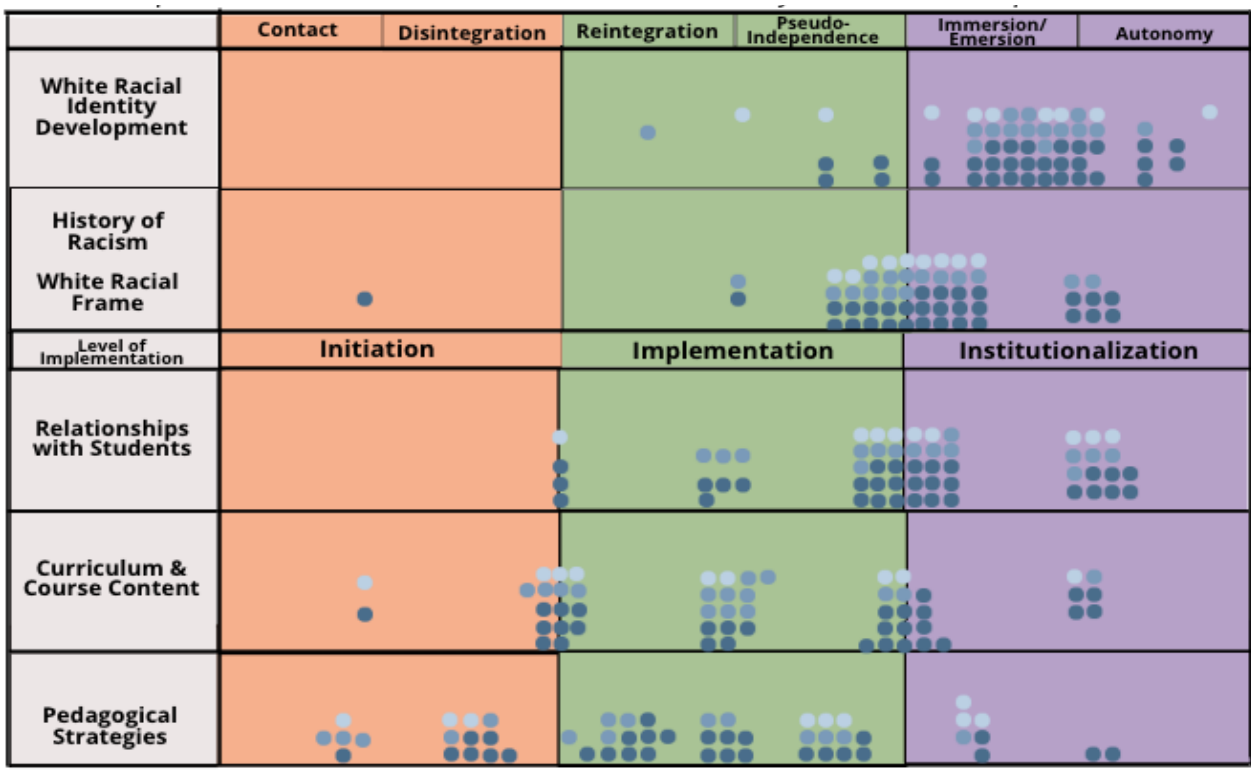 Contact
Disintegration
Reintegration
Pseudo-
Independence
Immersion/
Emersion
Autonomy
White Racial
Identity
Development
History of
Racism
White Racial
Frame
Level of
Implementation
Initiation
Implementation
Institutionalization
Relationships
with Students
Curriculum &
Course Content
Pedagogical
Strategies